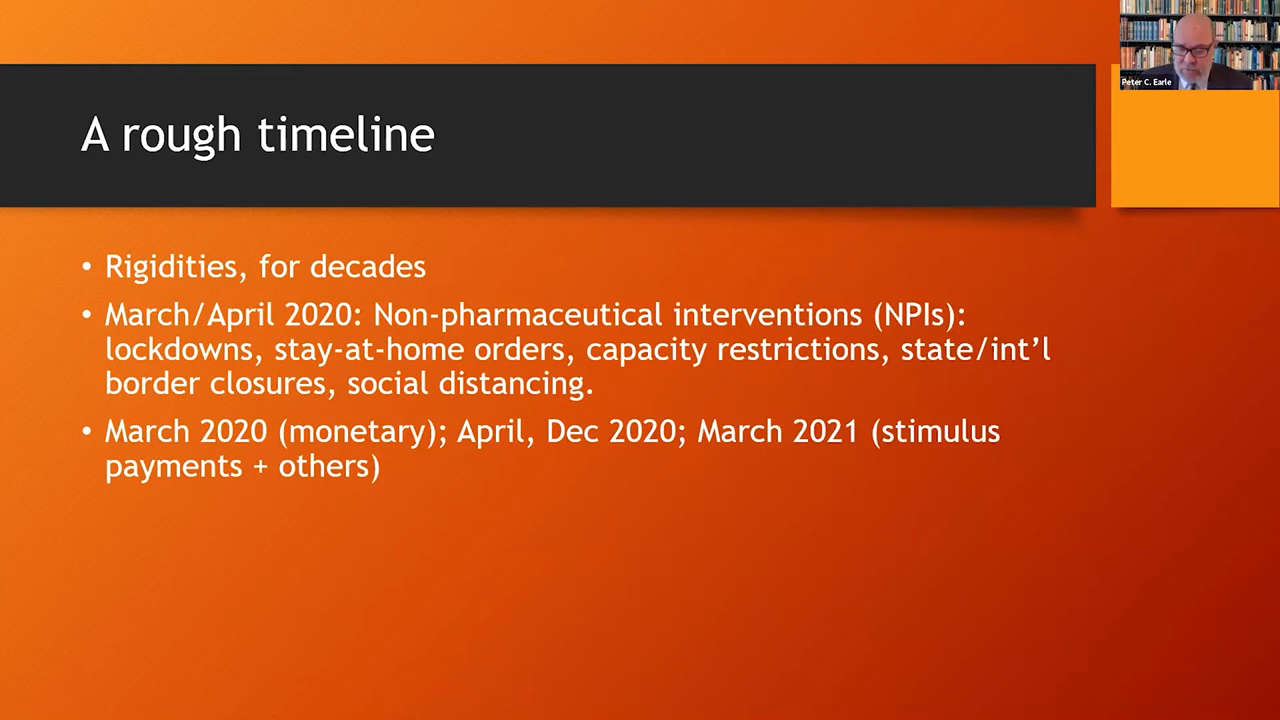 Peter C. Earle
A rough timeline
• Rigidities, for decades
• March/April 2020: Non-pharmaceutical interventions (NPIs):
lockdowns, stay-at-home orders, capacity restrictions, state/int’l
border closures, social distancing.
• March 2020 (monetary); April, Dec 2020; March 2021 (stimulus
payments + others)